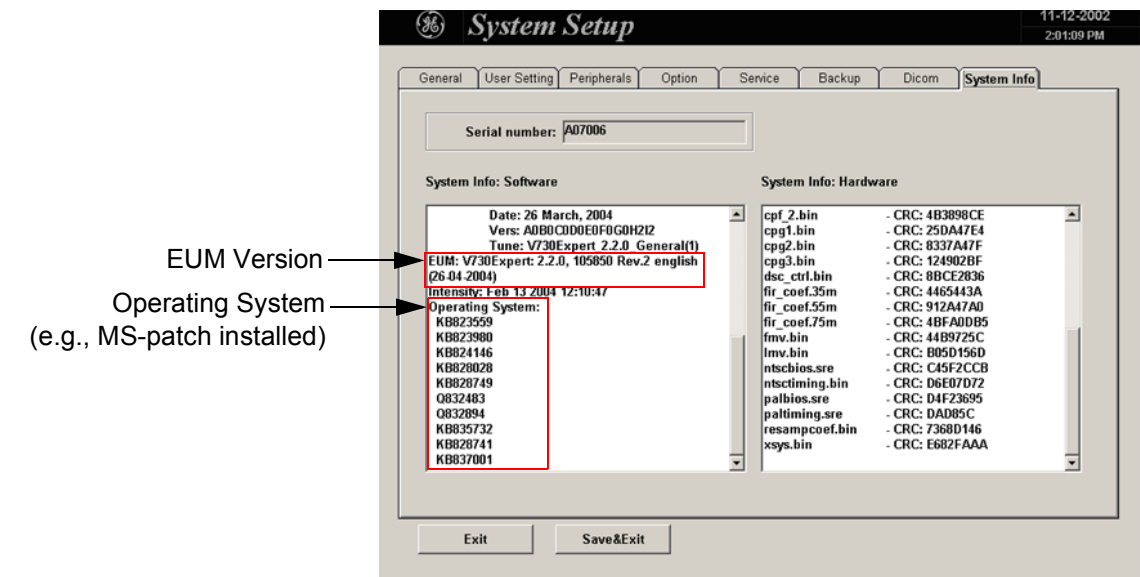 System Setup
11-12-2002
2:01:09 PM
General User Setting Peripherals Option Service Backup Dicom System Info
Serial number: A07006
System Info: Software
Date: 26 March, 2004
Vers: A0B0C0D0E0F0G0H2I2
Tune: V730Expert_2.2.0_General(1)
EUM: V730Expert: 2.2.0, 105850 Rev.2 english
(26-04-2004)
Intensity: Feb 13 2004 12:10:47
Operating System:
KB823559
KB823980
KB824146
KB828028
KB828749
Q832483
Q832894
KB835732
KB828741
KB837001
System Info: Hardware
cpf_2.bin - CRC: 4B3898CE
cpg1.bin - CRC: 25DA47E4
cpg2.bin - CRC: 8337A47F
cpg3.bin - CRC: 124902BF
dsc_ctrl.bin - CRC: 8BCE2836
fir_coef.35m - CRC: 4465443A
fir_coef.55m - CRC: 912A47A0
fir_coef.75m - CRC: 4BFA0DB5
fmv.bin - CRC: 44B9725C
lmv.bin - CRC: B05D156D
ntscbios.sre - CRC: C45F2CCB
ntsctiming.bin - CRC: D6E07D72
palbios.sre - CRC: D4F23695
paltiming.sre - CRC: DAD85C
resampcoef.bin - CRC: 7368D146
xsys.bin - CRC: E682FAAA
EUM Version
Operating System
(e.g., MS-patch installed)
Exit Save&Exit